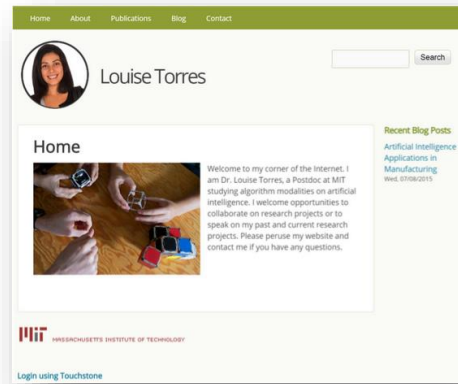 Home About Publications Blog Contact
Louise Torres
Search
Home
Welcome to my corner of the Internet. I
am Dr. Louise Torres, a Postdoc at MIT
studying algorithm modalities on artificial
intelligence. I welcome opportunities to
collaborate on research projects or to
speak on my past and current research
projects. Please peruse my website and
contact me if you have any questions.
Recent Blog Posts
Artificial Intelligence
Applications in
Manufacturing
Wed, 07/08/2015
MIT MASSACHUSETTS INSTITUTE OF TECHNOLOGY
Login using Touchstone